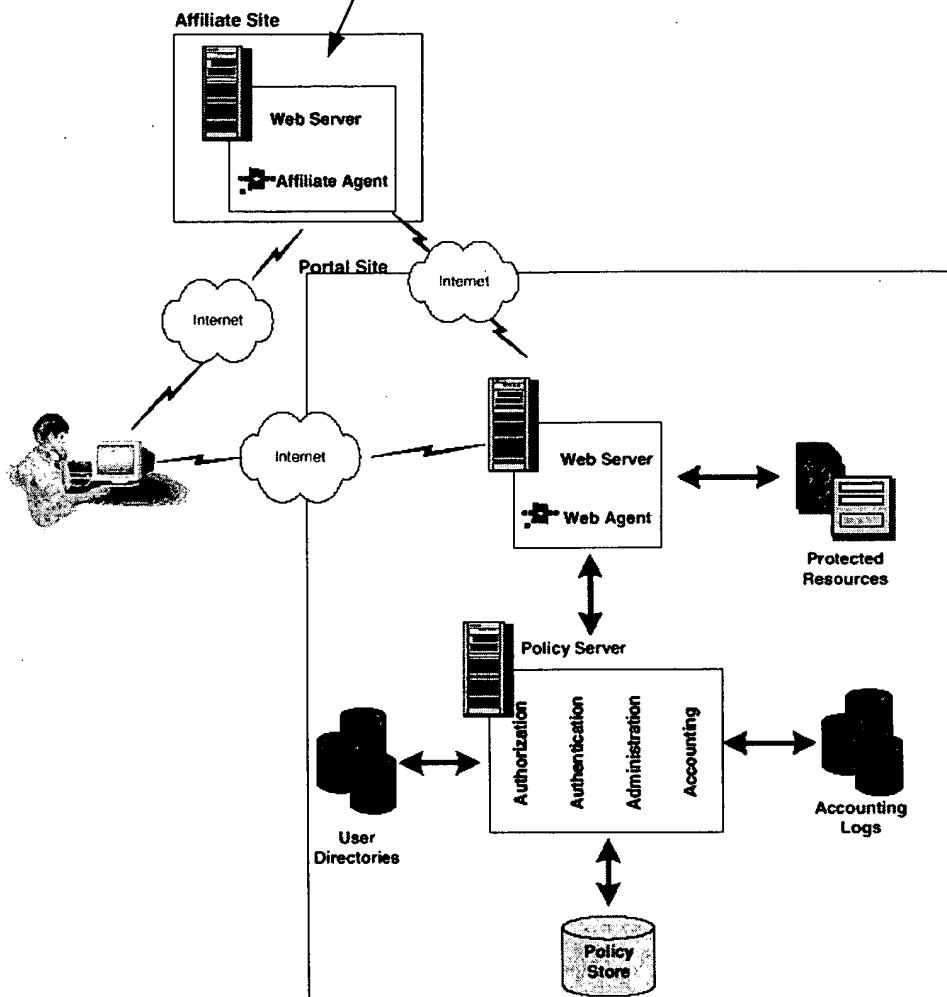 Affiliate Site
Web Server
Affiliate Agent
Portal Site
Internet
Internet
Internet
Web Server
Web Agent
Protected
Resources
Policy Server
Authorization
Authentication
Administration
Accounting
User
Directories
Accounting
Logs
Policy
Store